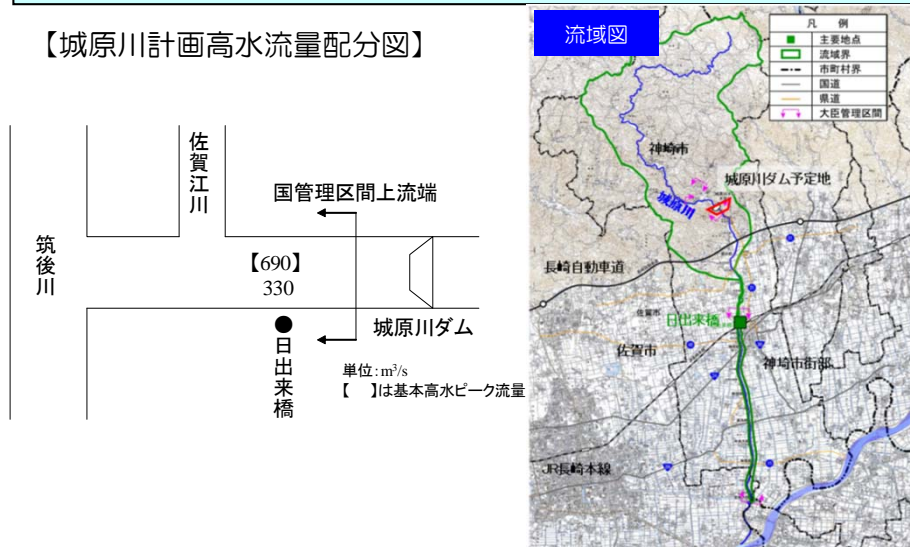 【城原川計画高水流量配分図】
筑後川
佐賀江川
国管理区間上流端
【690】
330
日出来橋
城原川ダム
単位:m³/s
【 】は基本高水ピーク流量
流域図
凡 例
主要地点
流域界
市町村界
国道
県道
大臣管理区間
神埼市
城原川ダム予定地
城原川
長崎自動車道
佐賀市
日出来橋
佐賀市
神埼市街部
JR長崎本線